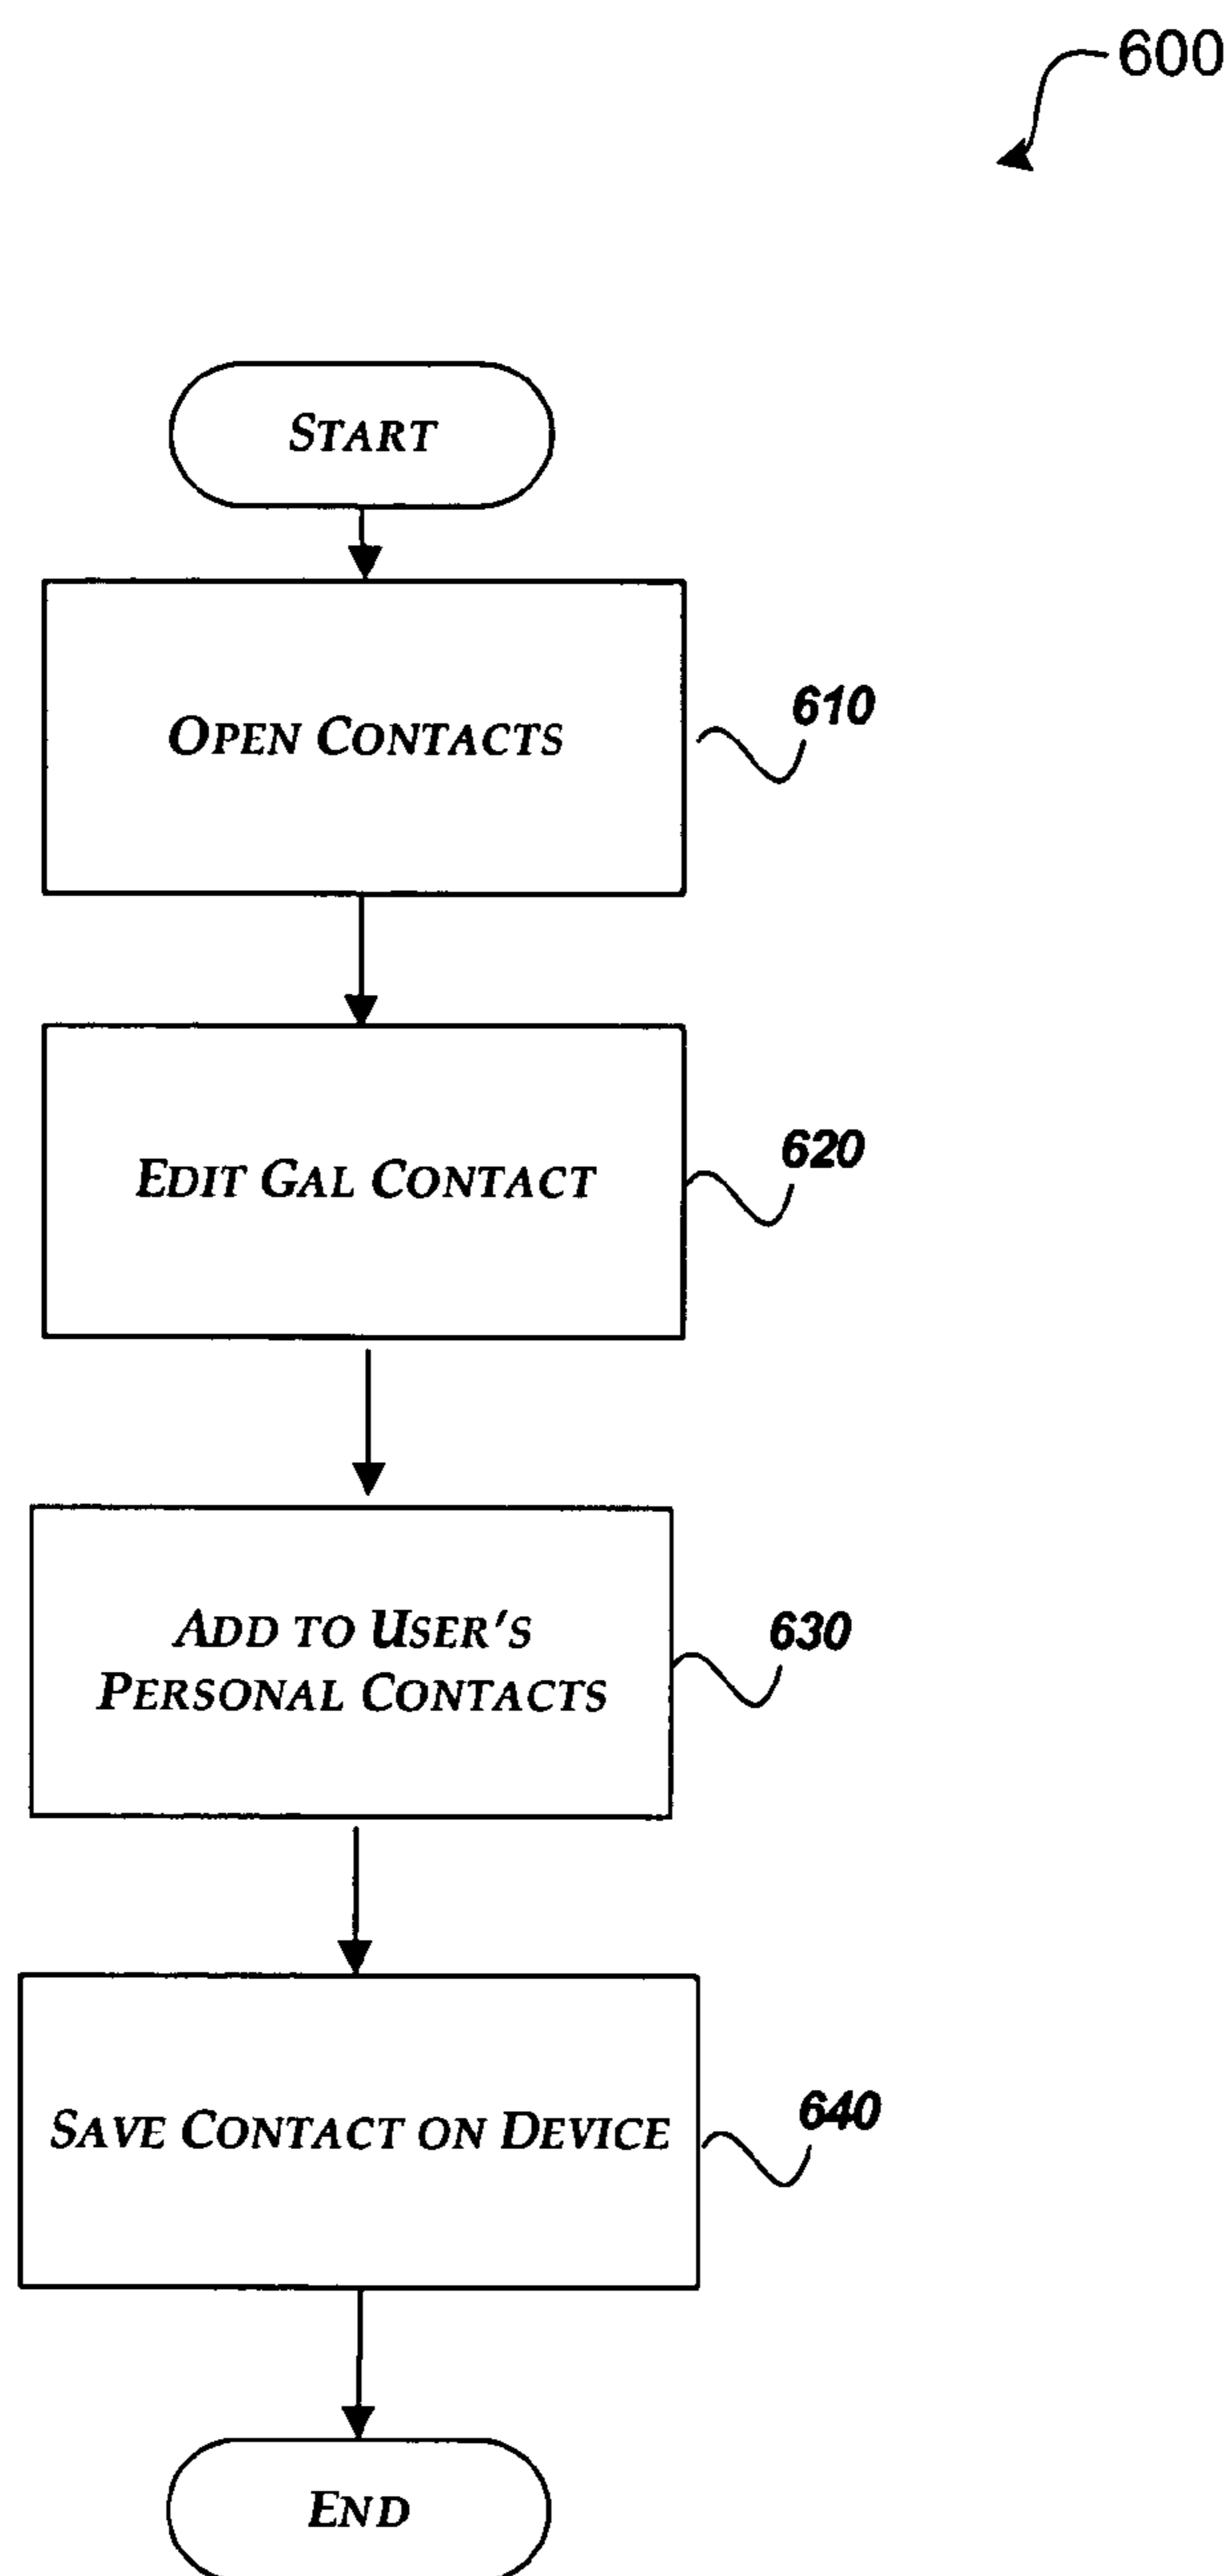 600
START
OPEN CONTACTS
610
EDIT GAL CONTACT
620
ADD TO USER'S
PERSONAL CONTACTS
630
SAVE CONTACT ON DEVICE
640
END